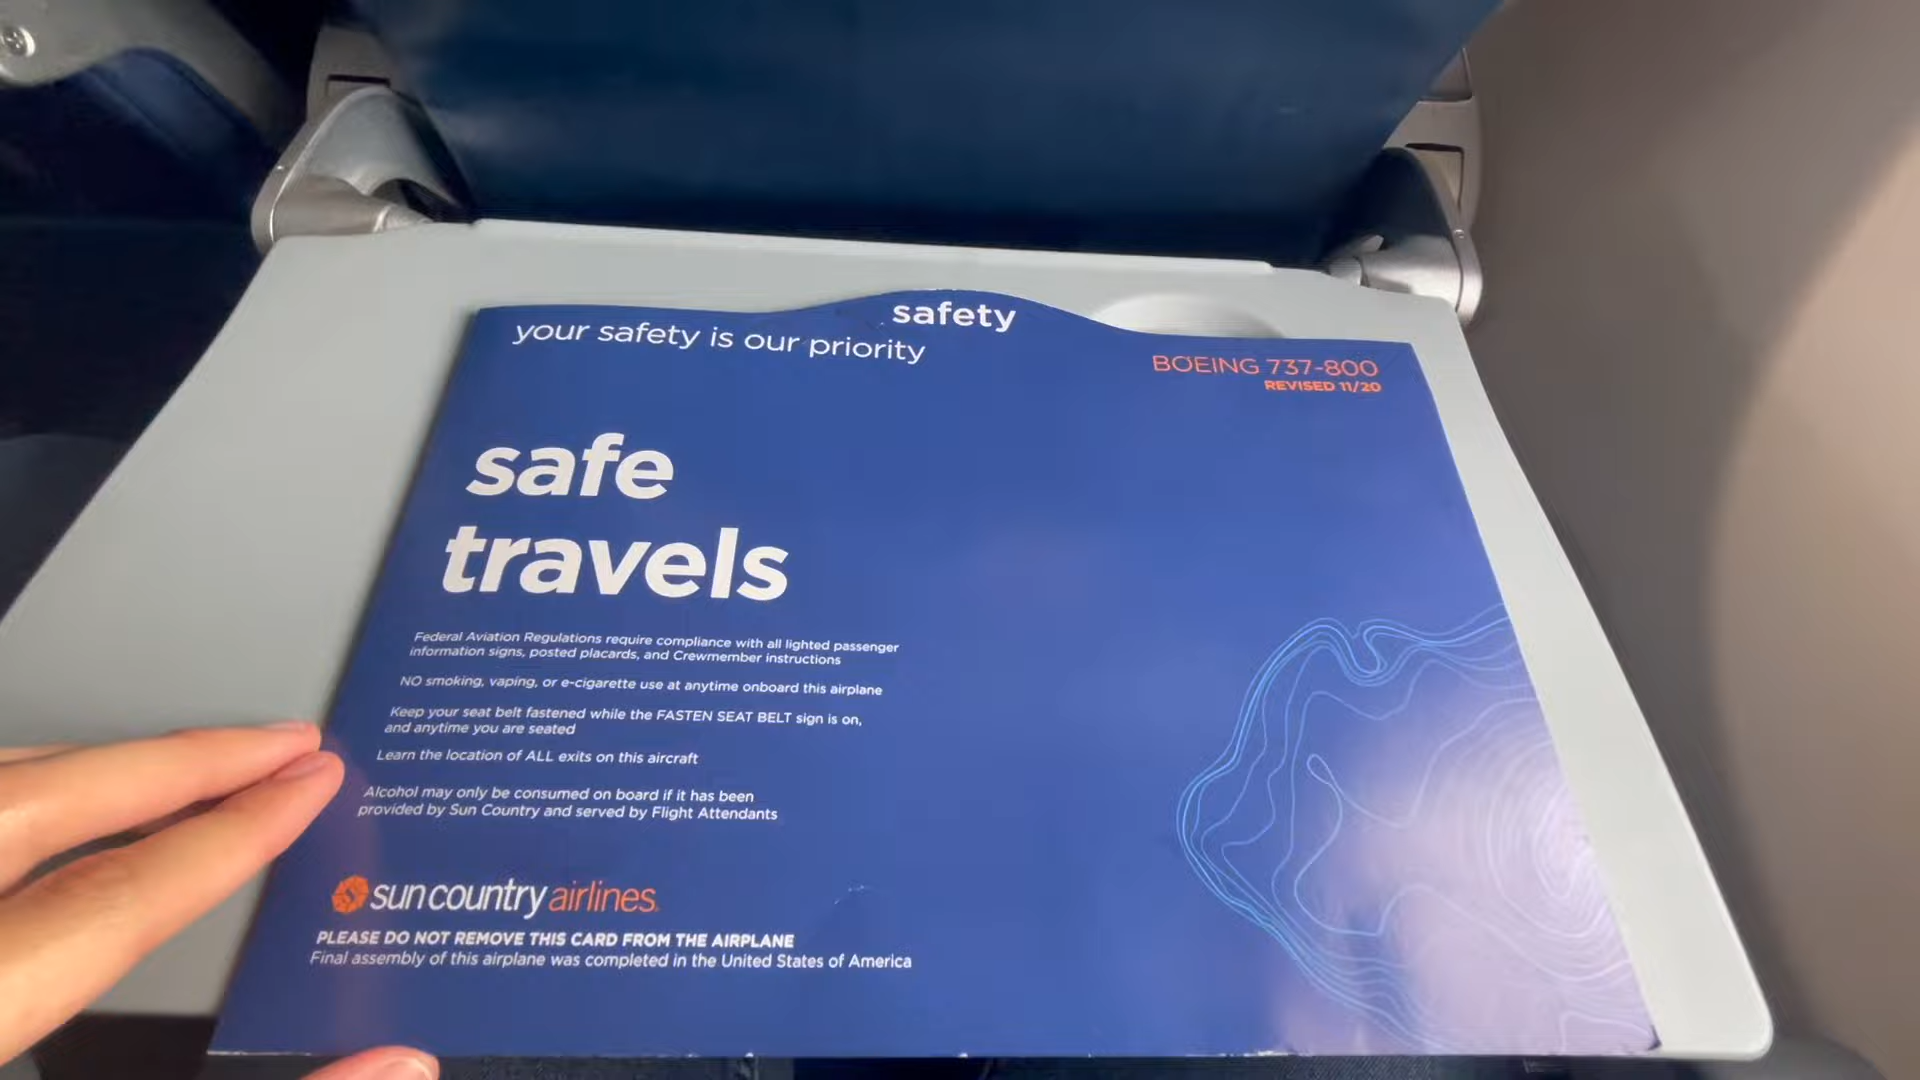 safety
your safety is our priority
BOEING 737-800
REVISED 11/20
safe
travels
Federal Aviation Regulations require compliance with all lighted passenger
information signs, posted placards, and Crewmember instructions
NO smoking, vaping, or e-cigarette use at anytime onboard this airplane
Keep your seat belt fastened while the FASTEN SEAT BELT sign is on,
and anytime you are seated
Learn the location of ALL exits on this aircraft
Alcohol may only be consumed on board if it has been
provided by Sun Country and served by Flight Attendants
sun country airlines.
PLEASE DO NOT REMOVE THIS CARD FROM THE AIRPLANE
Final assembly of this airplane was completed in the United States of America